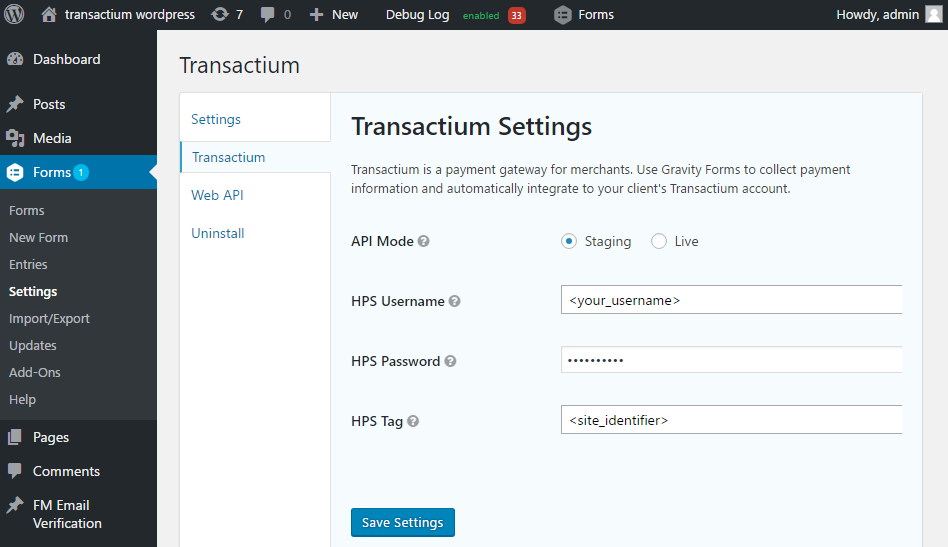 transactium wordpress 7 0 New Debug Log enabled 33 Forms Howdy, admin
Dashboard
Posts
Media
Forms 1
Forms
New Form
Entries
Settings
Import/Export
Updates
Add-Ons
Help
Pages
Comments
FM Email
Verification
Transactium
Settings
Transactium
Web API
Uninstall
Transactium Settings
Transactium is a payment gateway for merchants. Use Gravity Forms to collect payment
information and automatically integrate to your client's Transactium account.
API Mode ? Staging Live
HPS Username ? <your_username>
HPS Password ? ••••••••••
HPS Tag ? <site_identifier>
Save Settings